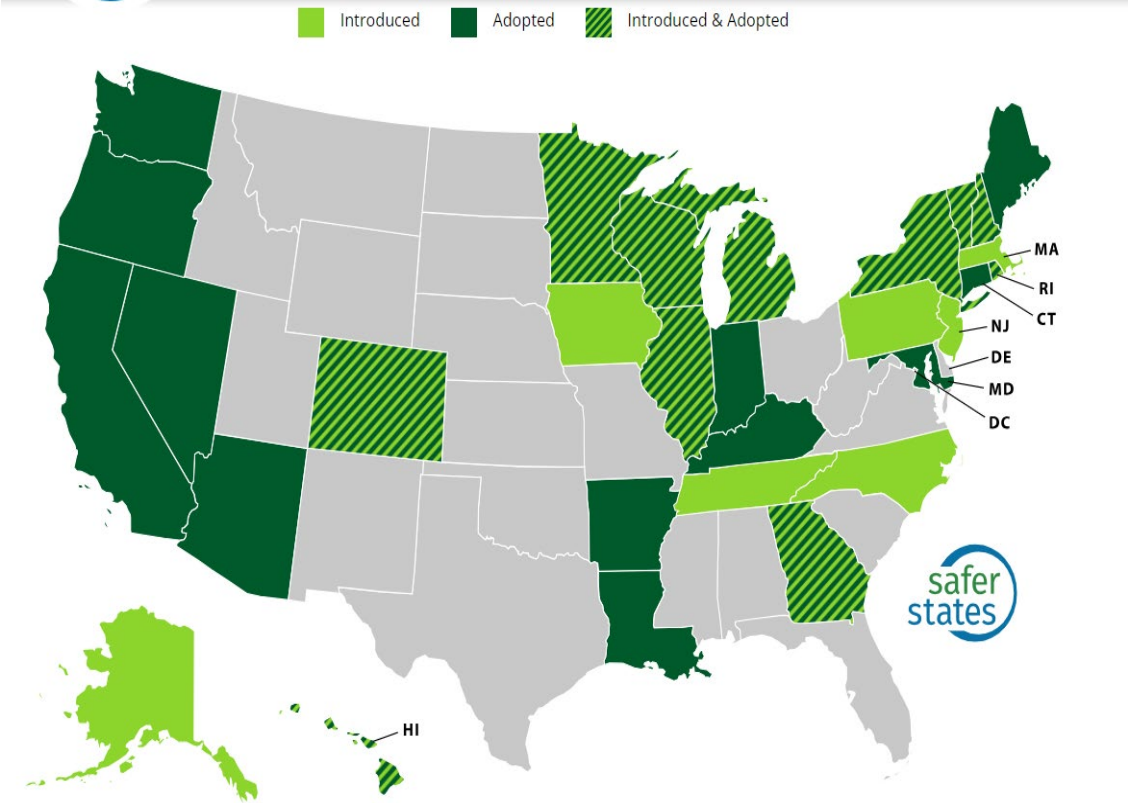 Introduced
Adopted
Introduced & Adopted
MA
RI
CT
NJ
DE
MD
DC
safer
states
HI